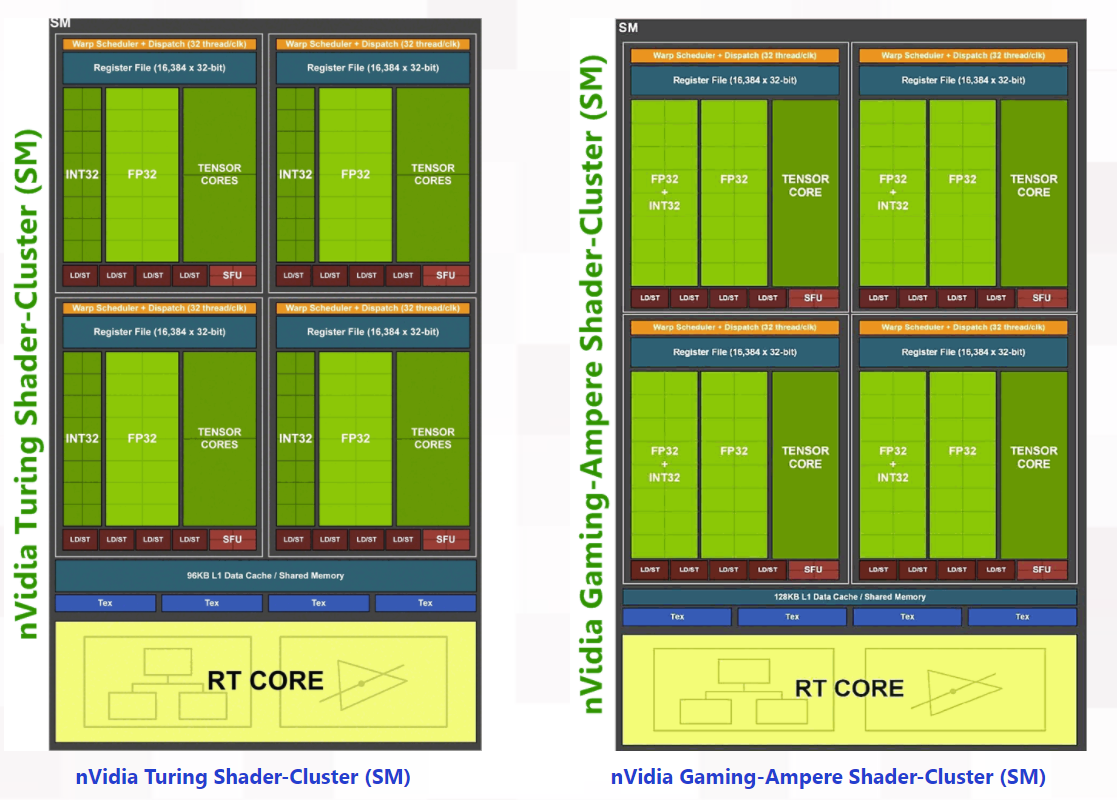 nVidia Turing Shader-Cluster (SM)
SM
Warp Scheduler + Dispatch (32 thread/clk)
Register File (16,384 x 32-bit)
INT32
FP32
TENSOR
CORES
LD/ST
LD/ST
LD/ST
LD/ST
SFU
Warp Scheduler + Dispatch (32 thread/clk)
Register File (16,384 x 32-bit)
INT32
FP32
TENSOR
CORES
LD/ST
LD/ST
LD/ST
LD/ST
SFU
Warp Scheduler + Dispatch (32 thread/clk)
Register File (16,384 x 32-bit)
INT32
FP32
TENSOR
CORES
LD/ST
LD/ST
LD/ST
LD/ST
SFU
Warp Scheduler + Dispatch (32 thread/clk)
Register File (16,384 x 32-bit)
INT32
FP32
TENSOR
CORES
LD/ST
LD/ST
LD/ST
LD/ST
SFU
96KB L1 Data Cache / Shared Memory
Tex
Tex
Tex
Tex
RT CORE
nVidia Turing Shader-Cluster (SM)
nVidia Gaming-Ampere Shader-Cluster (SM)
SM
Warp Scheduler + Dispatch (32 thread/clk)
Register File (16,384 x 32-bit)
FP32
+
INT32
FP32
TENSOR
CORE
LD/ST
LD/ST
LD/ST
LD/ST
SFU
Warp Scheduler + Dispatch (32 thread/clk)
Register File (16,384 x 32-bit)
FP32
+
INT32
FP32
TENSOR
CORE
LD/ST
LD/ST
LD/ST
LD/ST
SFU
Warp Scheduler + Dispatch (32 thread/clk)
Register File (16,384 x 32-bit)
FP32
+
INT32
FP32
TENSOR
CORE
LD/ST
LD/ST
LD/ST
LD/ST
SFU
Warp Scheduler + Dispatch (32 thread/clk)
Register File (16,384 x 32-bit)
FP32
+
INT32
FP32
TENSOR
CORE
LD/ST
LD/ST
LD/ST
LD/ST
SFU
128KB L1 Data Cache / Shared Memory
Tex
Tex
Tex
Tex
RT CORE
nVidia Gaming-Ampere Shader-Cluster (SM)